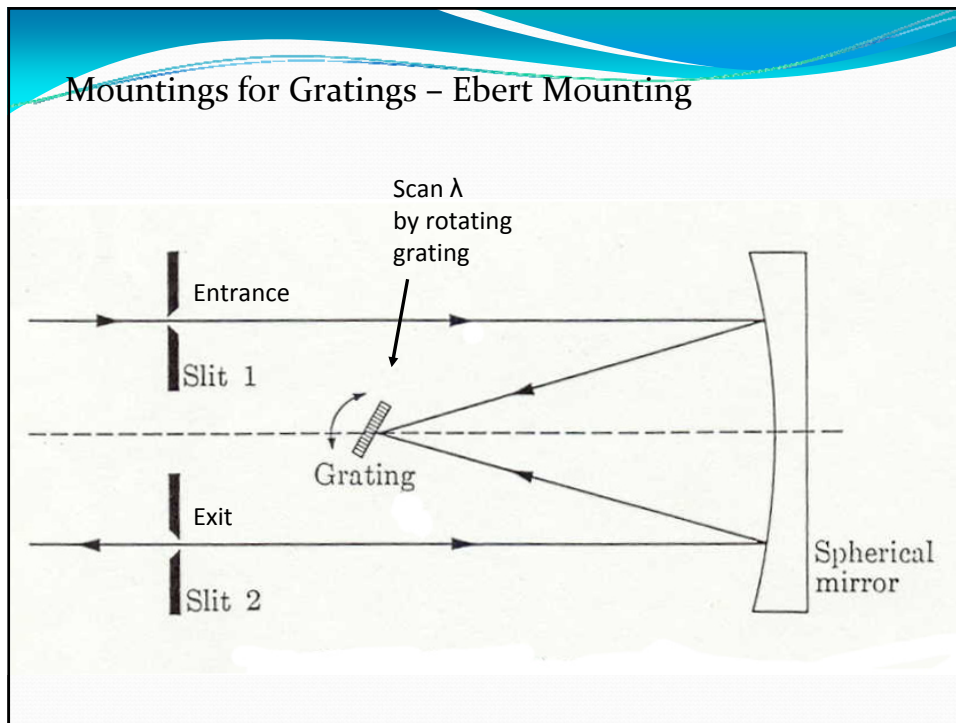 Mountings for Gratings – Ebert Mounting
Scan λ
by rotating
grating
Entrance
Slit 1
Grating
Exit
Slit 2
Spherical
mirror